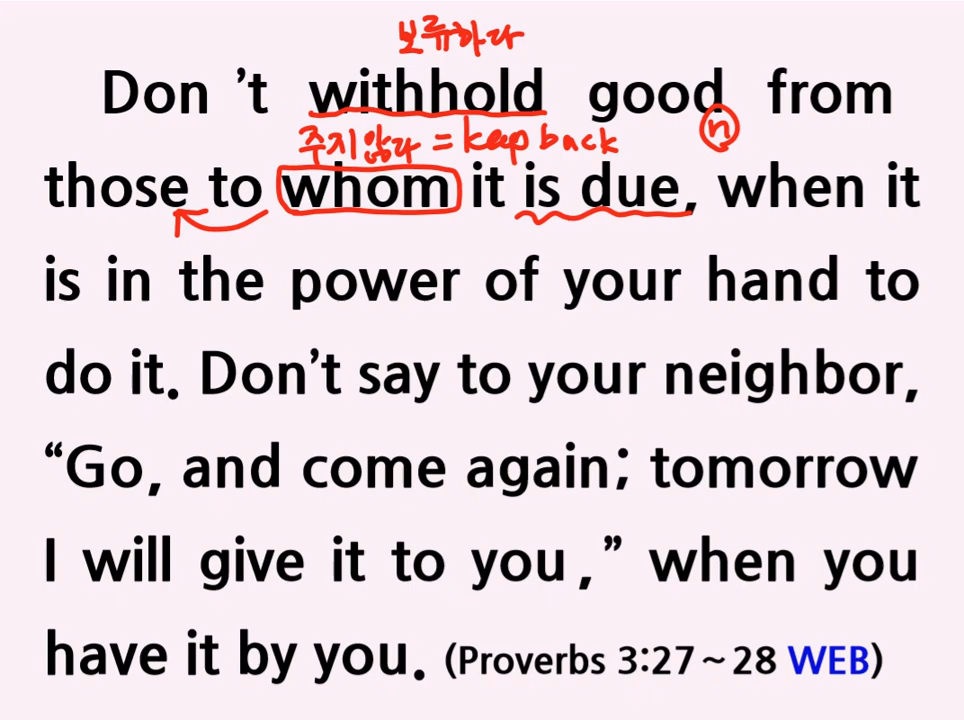 보류하다
Don ’t withhold good from
n
주지않다 = keep back
those to whom it is due, when it
is in the power of your hand to
do it. Don’t say to your neighbor,
“Go, and come again; tomorrow
I will give it to you ,” when you
have it by you. (Proverbs 3:27~28 WEB)